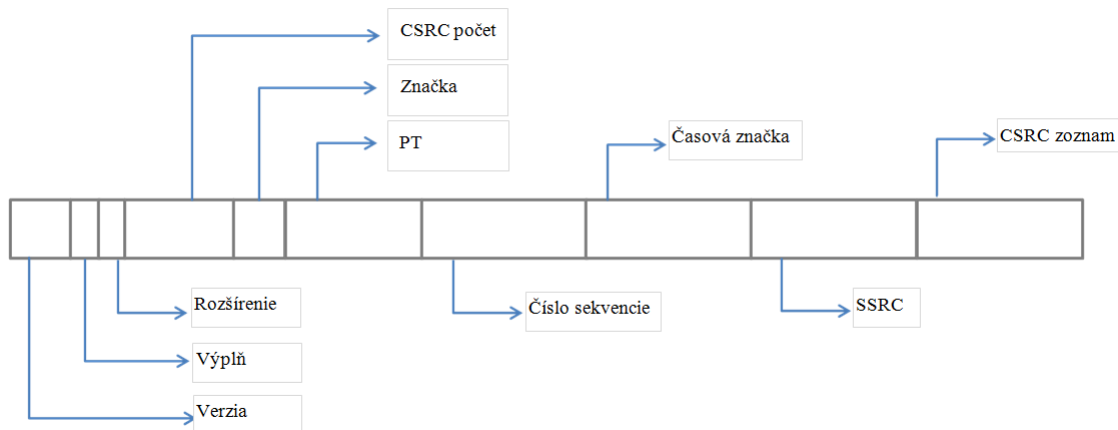 CSRC počet
Značka
PT
Časová značka
CSRC zoznam
Rozšírenie
Číslo sekvencie
SSRC
Výplň
Verzia